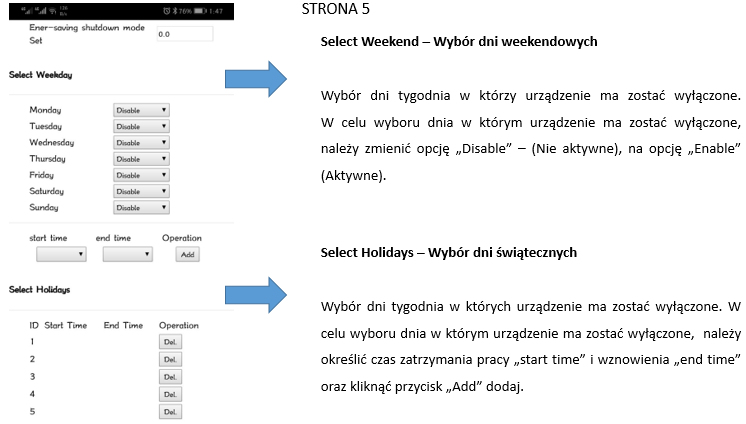 76% 1:47
STRONA 5
Ener-saving shutdown mode
Set
0.0
Select Weekend – Wybór dni weekendowych
Select Weekday
Wybór dni tygodnia w którzy urządzenie ma zostać wyłączone.
W celu wyboru dnia w którym urządzenie ma zostać wyłączone,
należy zmienić opcję „Disable” – (Nie aktywne), na opcję „Enable”
(Aktywne).
Monday Disable
Tuesday Disable
Wednesday Disable
Thursday Disable
Friday Disable
Saturday Disable
Sunday Disable
start time end time Operation
Add
Select Holidays – Wybór dni świątecznych
Select Holidays
Wybór dni tygodnia w których urządzenie ma zostać wyłączone. W
celu wyboru dnia w którym urządzenie ma zostać wyłączone, należy
określić czas zatrzymania pracy „start time” i wznowienia „end time”
oraz kliknąć przycisk „Add” dodaj.
ID Start Time End Time Operation
1 Del.
2 Del.
3 Del.
4 Del.
5 Del.